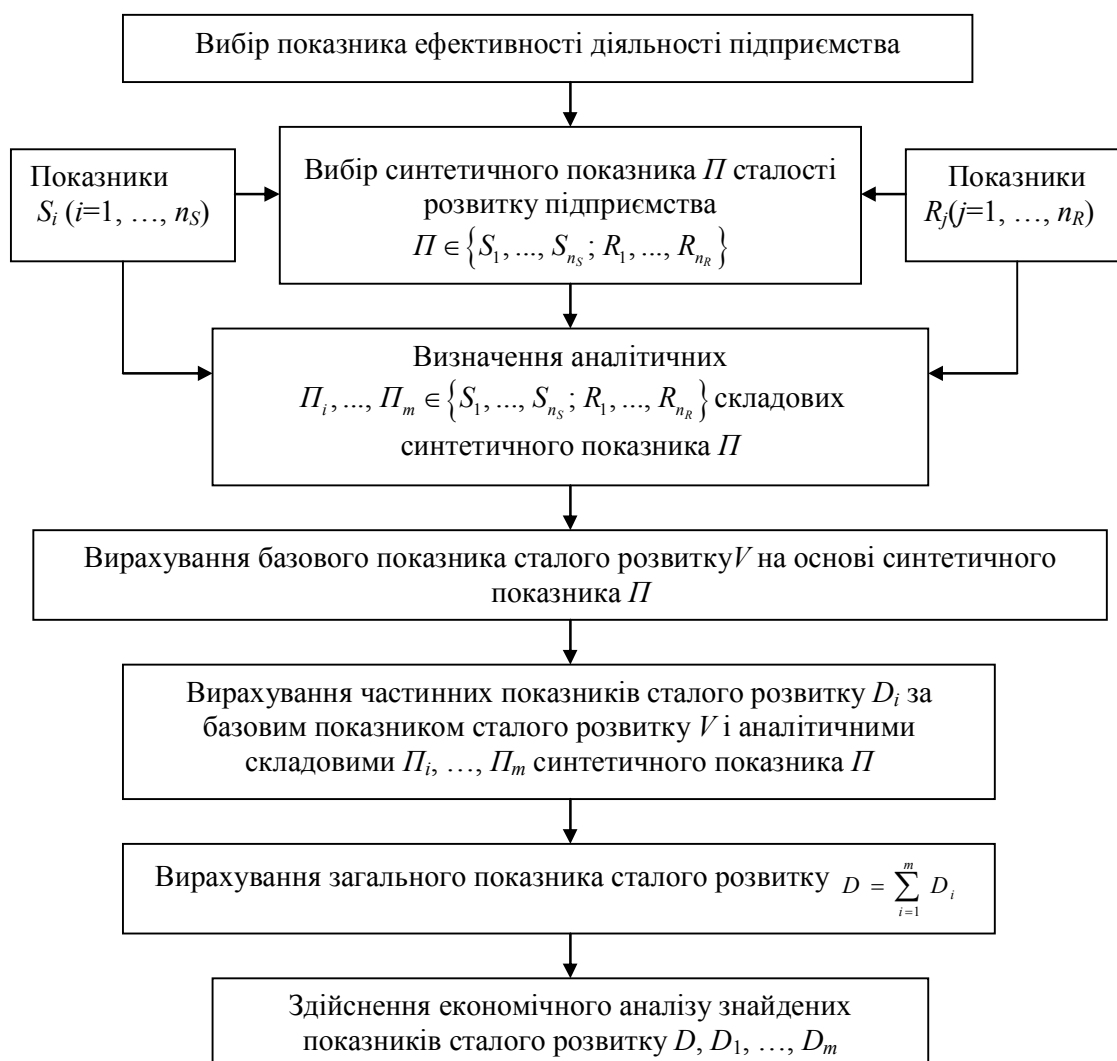 Вибір показника ефективності діяльності підприємства
Показники
S_i (i=1, …, n_S)
Вибір синтетичного показника П сталості
розвитку підприємства
П ∈ {S_1, ..., S_{n_S}; R_1, ..., R_{n_R}}
Показники
R_j(j=1, …, n_R)
Визначення аналітичних
П_i, ..., П_m ∈ {S_1, ..., S_{n_S}; R_1, ..., R_{n_R}} складових
синтетичного показника П
Вирахування базового показника сталого розвиткуV на основі синтетичного
показника П
Вирахування частинних показників сталого розвитку D_i за
базовим показником сталого розвитку V і аналітичними
складовими П_i, …, П_m синтетичного показника П
Вирахування загального показника сталого розвитку D = ∑_{i=1}^{m} D_i
Здійснення економічного аналізу знайдених
показників сталого розвитку D, D_1, …, D_m